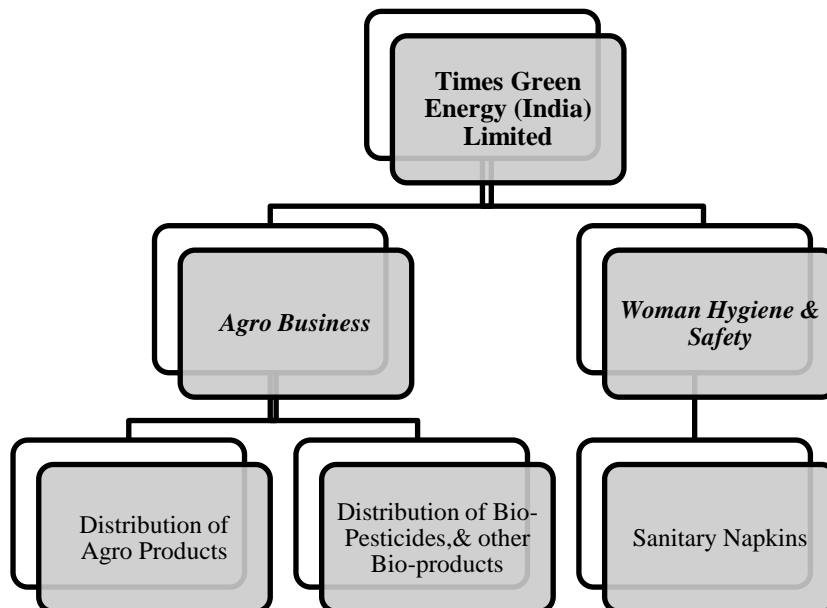 Times Green
Energy (India)
Limited
Agro Business
Woman Hygiene &
Safety
Distribution of
Agro Products
Distribution of Bio-
Pesticides,& other
Bio-products
Sanitary Napkins